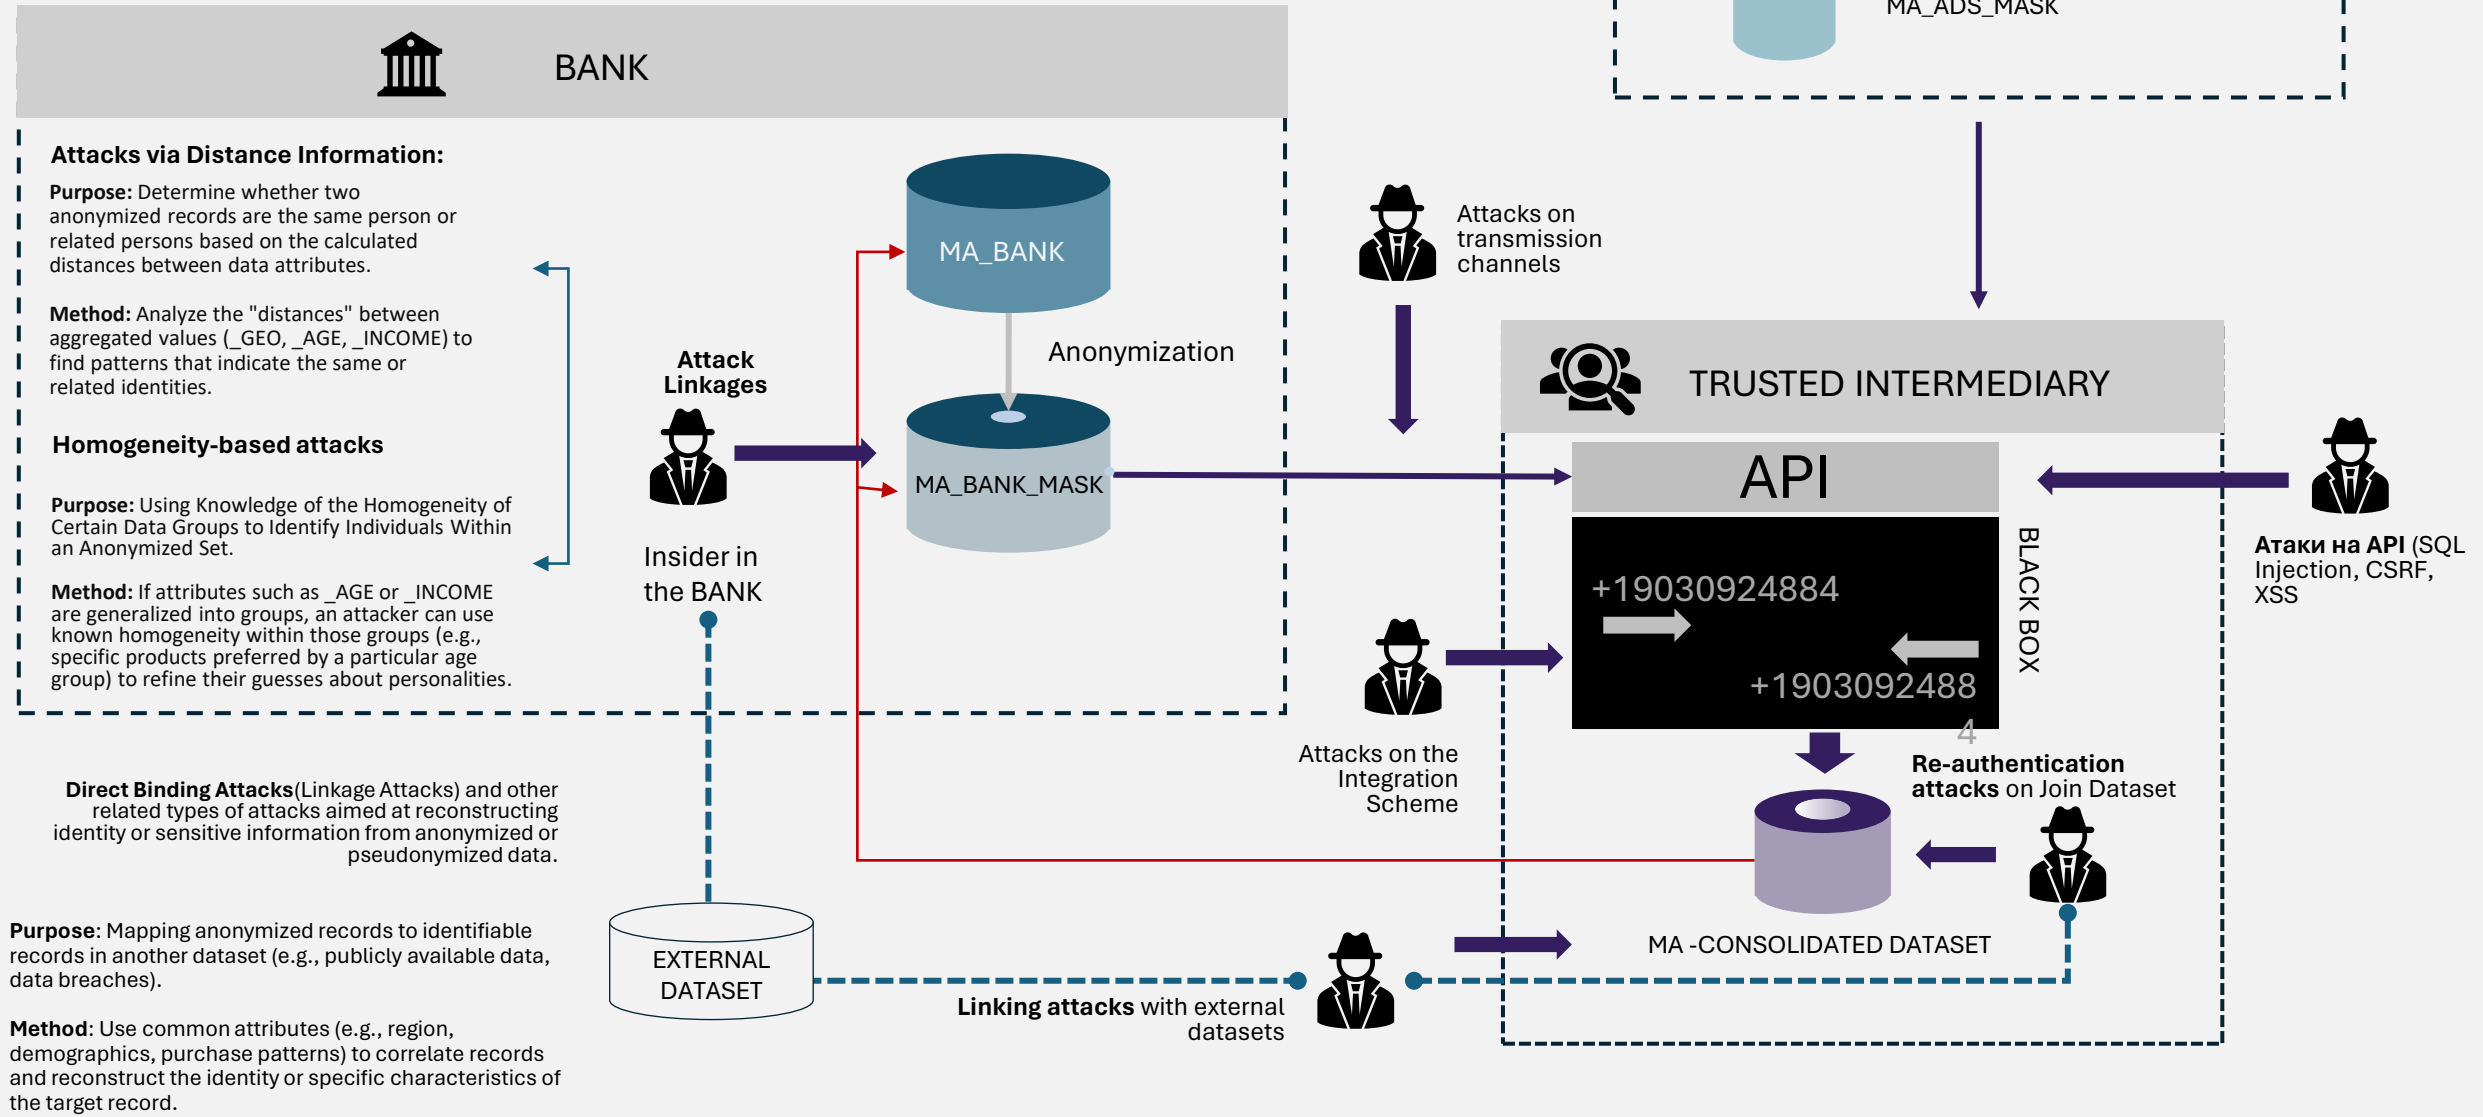 MA_ADS_MASK
BANK
Attacks via Distance Information:
Purpose: Determine whether two
anonymized records are the same person or
related persons based on the calculated
distances between data attributes.
Method: Analyze the "distances" between
aggregated values (_GEO, _AGE, _INCOME) to
find patterns that indicate the same or
related identities.
Homogeneity-based attacks
Purpose: Using Knowledge of the Homogeneity of
Certain Data Groups to Identify Individuals Within
an Anonymized Set.
Method: If attributes such as _AGE or _INCOME
are generalized into groups, an attacker can use
known homogeneity within those groups (e.g.,
specific products preferred by a particular age
group) to refine their guesses about personalities.
MA_BANK
Anonymization
MA_BANK_MASK
Attack
Linkages
Insider in
the BANK
Attacks on
transmission
channels
TRUSTED INTERMEDIARY
API
+19030924884
+1903092488
4
BLACK BOX
Атаки на API (SQL
Injection, CSRF,
XSS
Attacks on the
Integration
Scheme
Re-authentication
attacks on Join Dataset
MA -CONSOLIDATED DATASET
Direct Binding Attacks(Linkage Attacks) and other
related types of attacks aimed at reconstructing
identity or sensitive information from anonymized or
pseudonymized data.
Purpose: Mapping anonymized records to identifiable
records in another dataset (e.g., publicly available data,
data breaches).
Method: Use common attributes (e.g., region,
demographics, purchase patterns) to correlate records
and reconstruct the identity or specific characteristics of
the target record.
EXTERNAL
DATASET
Linking attacks with external
datasets